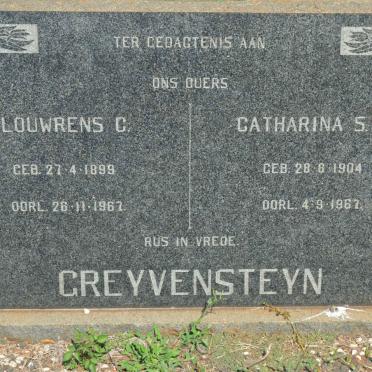 TER GEDAGTENIS AAN
ONS OUERS
LOUWRENS C.
GEB. 27-4-1899
OORL. 26-11-1967.
CATHARINA S.
GEB. 28-6-1904
OORL. 4-9-1967.
RUS IN VREDE.
GREYVENSTEYN